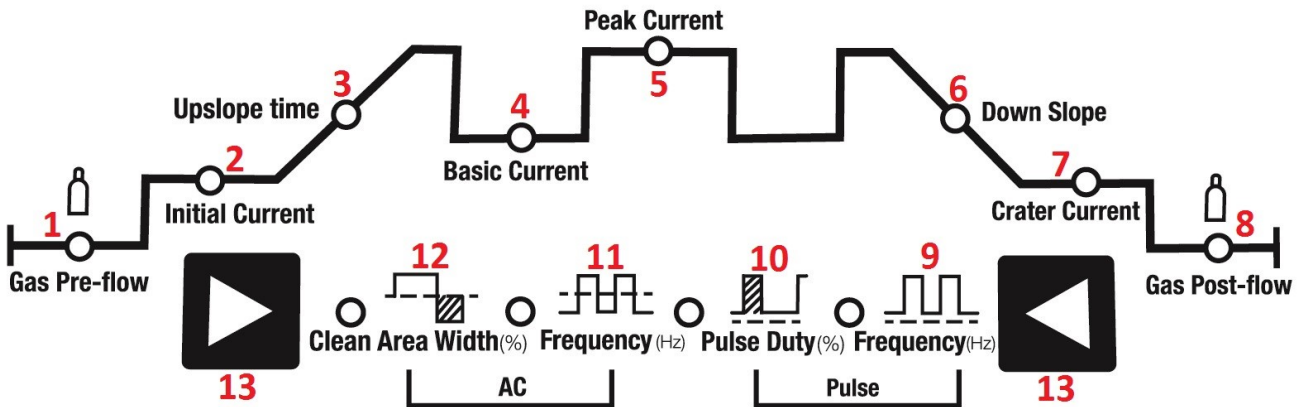 Peak Current
5
3
Upslope time
4
Basic Current
6
Down Slope
2
Initial Current
7
Crater Current
1
Gas Pre-flow
8
Gas Post-flow
13
12
Clean Area Width(%)
11
Frequency(Hz)
AC
10
Pulse Duty(%)
9
Frequency(Hz)
Pulse
13